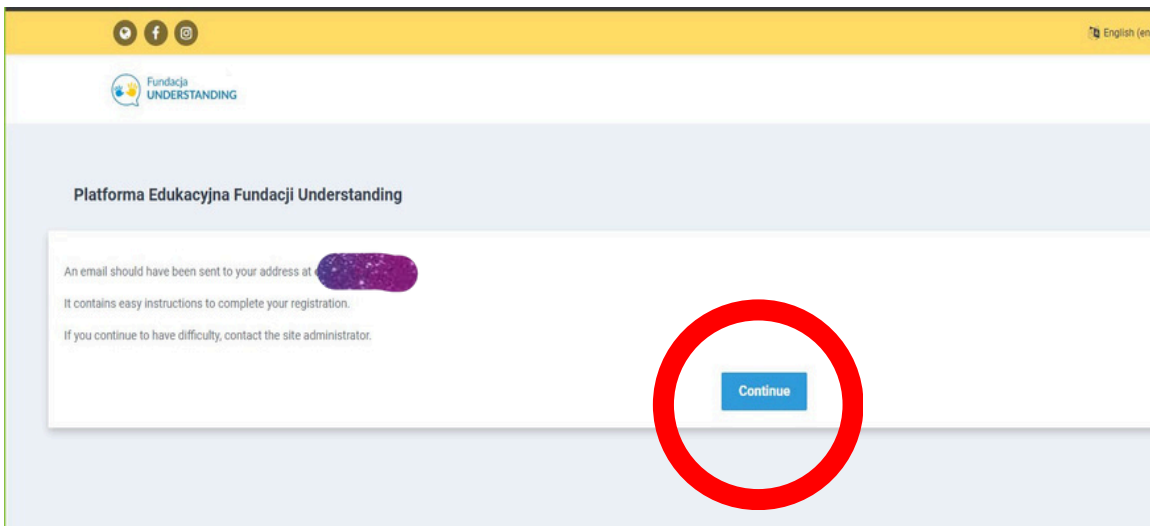 English (en
Fundacja
UNDERSTANDING
Platforma Edukacyjna Fundacji Understanding
An email should have been sent to your address at
It contains easy instructions to complete your registration.
If you continue to have difficulty, contact the site administrator.
Continue